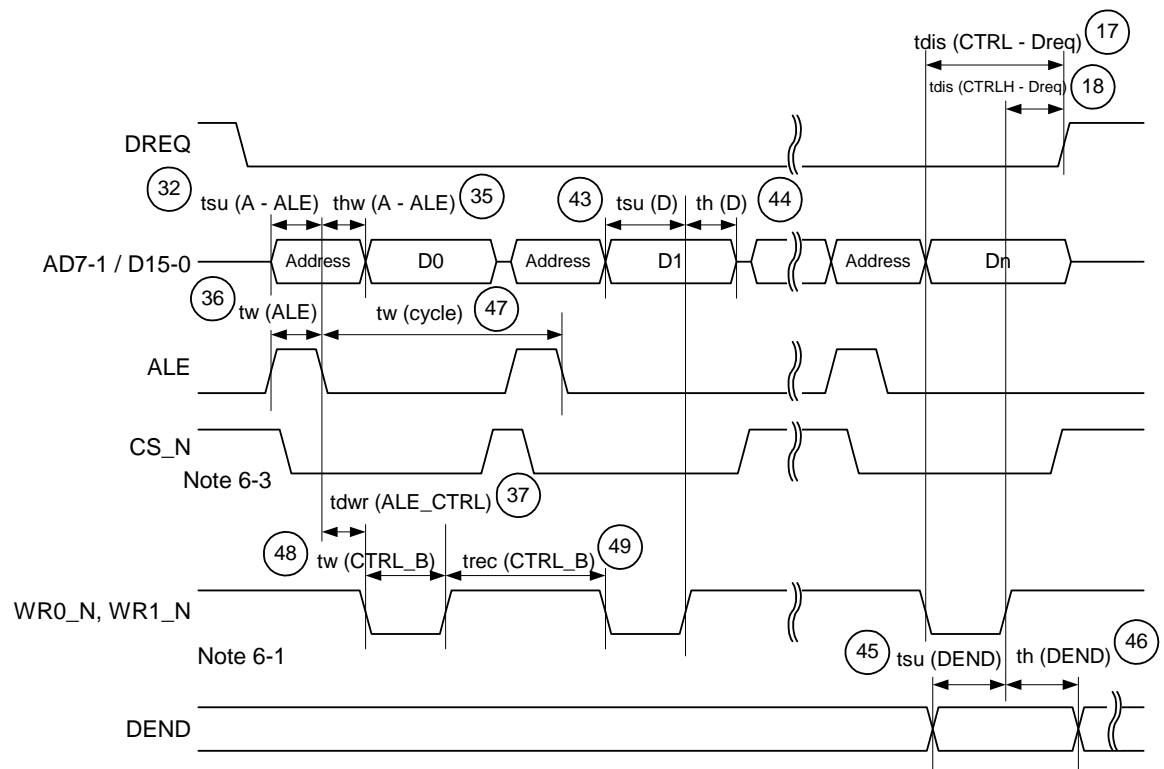 tdis (CTRL - Dreq) 17
tdis (CTRLH - Dreq) 18
DREQ
32
tsu (A - ALE) thw (A - ALE) 35
43 tsu (D) th (D) 44
AD7-1 / D15-0
Address D0 Address D1 Address Dn
36 tw (ALE) tw (cycle) 47
ALE
CS_N
Note 6-3
tdwr (ALE_CTRL) 37
48 tw (CTRL_B) trec (CTRL_B) 49
WR0_N, WR1_N
Note 6-1
45 tsu (DEND) th (DEND) 46
DEND